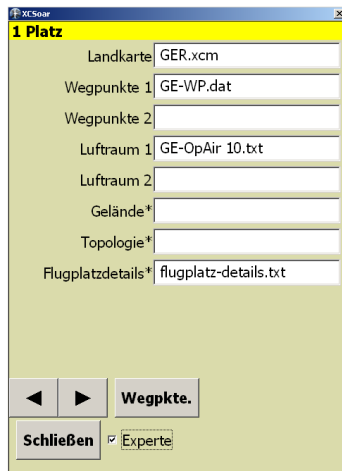 XCSoar
1 Platz
Landkarte GER.xcm
Wegpunkte 1 GE-WP.dat
Wegpunkte 2
Luftraum 1 GE-OpAir 10.txt
Luftraum 2
Gelände*
Topologie*
Flugplatzdetails* flugplatz-details.txt
Wegpkte.
Schließen Experte